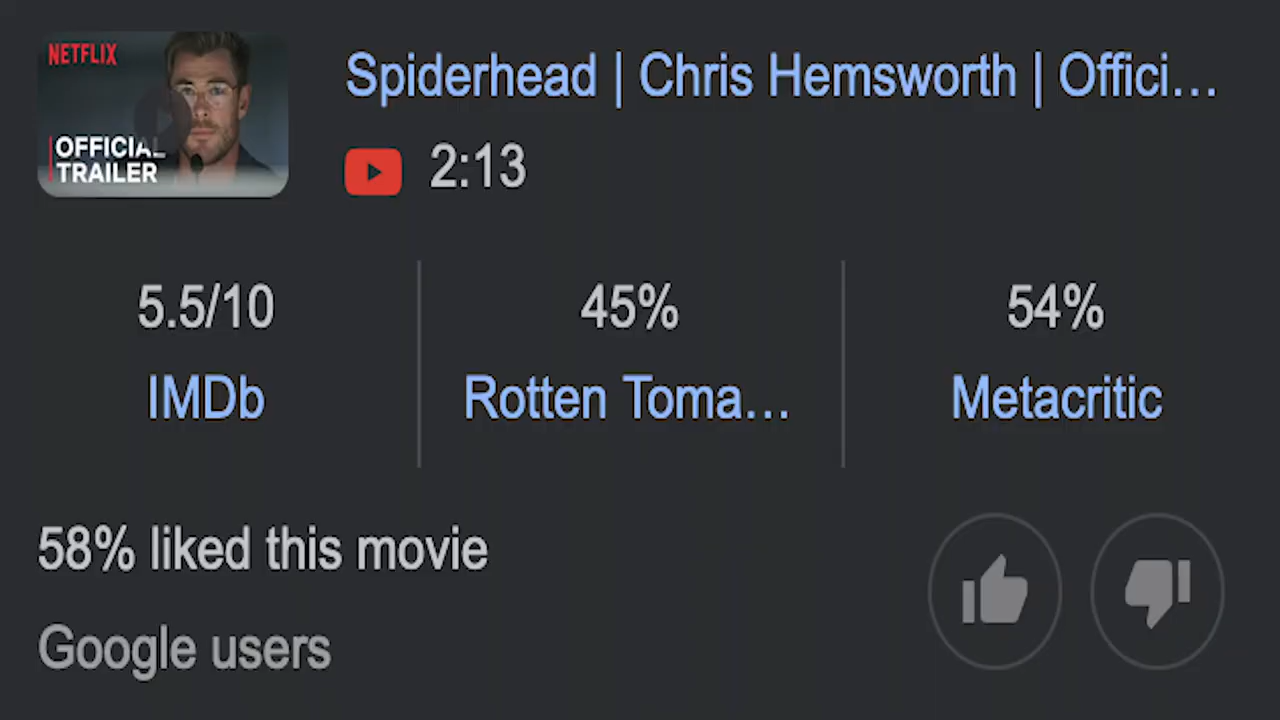 NETFLIX
OFFICIAL
TRAILER
Spiderhead | Chris Hemsworth | Offici...
2:13
5.5/10
IMDb
45%
Rotten Toma...
54%
Metacritic
58% liked this movie
Google users